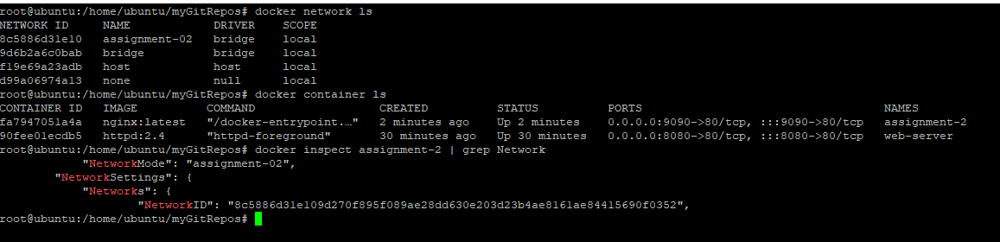 root@ubuntu:/home/ubuntu/myGitRepos# docker network ls
NETWORK ID     NAME            DRIVER    SCOPE
8c5886d31e10   assignment-02   bridge    local
9d6b2a6c0bab   bridge          bridge    local
f19e69a23adb   host            host      local
d99a06974a13   none            null      local
root@ubuntu:/home/ubuntu/myGitRepos# docker container ls
CONTAINER ID   IMAGE          COMMAND                  CREATED          STATUS          PORTS                                   NAMES
fa7947051a4a   nginx:latest   "/docker-entrypoint.…"   2 minutes ago    Up 2 minutes    0.0.0.0:9090->80/tcp, :::9090->80/tcp   assignment-2
90fee01ecdb5   httpd:2.4      "httpd-foreground"       30 minutes ago   Up 30 minutes   0.0.0.0:8080->80/tcp, :::8080->80/tcp   web-server
root@ubuntu:/home/ubuntu/myGitRepos# docker inspect assignment-2 | grep Network
            "NetworkMode": "assignment-02",
        "NetworkSettings": {
            "Networks": {
                    "NetworkID": "8c5886d31e109d270f895f089ae28dd630e203d23b4ae8161ae84415690f0352",
root@ubuntu:/home/ubuntu/myGitRepos#